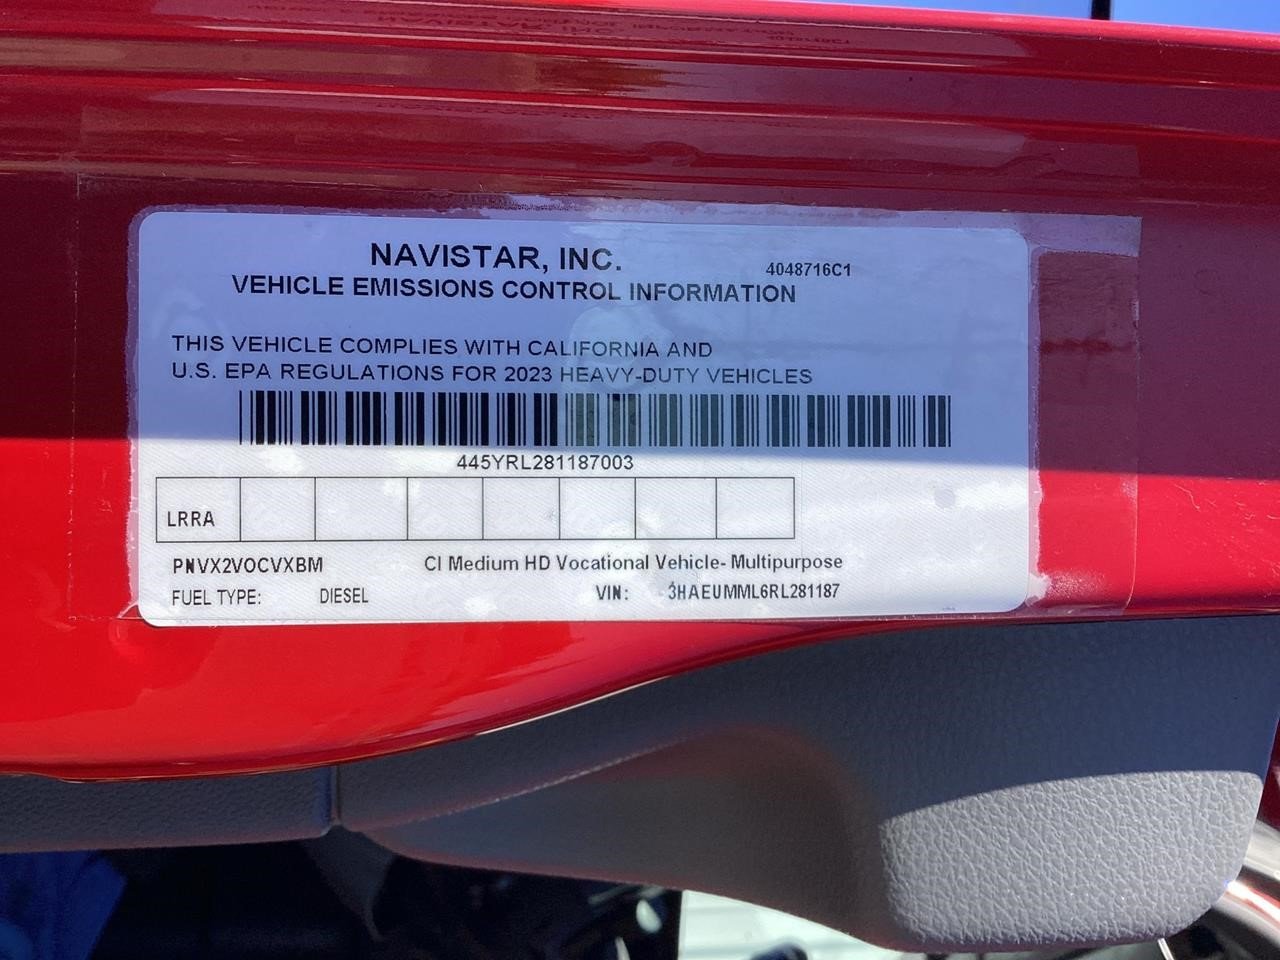 NAVISTAR, INC.
4048716C1
VEHICLE EMISSIONS CONTROL INFORMATION
THIS VEHICLE COMPLIES WITH CALIFORNIA AND
U.S. EPA REGULATIONS FOR 2023 HEAVY-DUTY VEHICLES
445YRL281187003
LRRA
PNVX2VOCVXBM CI Medium HD Vocational Vehicle- Multipurpose
FUEL TYPE: DIESEL VIN: 3HAEUMML6RL281187